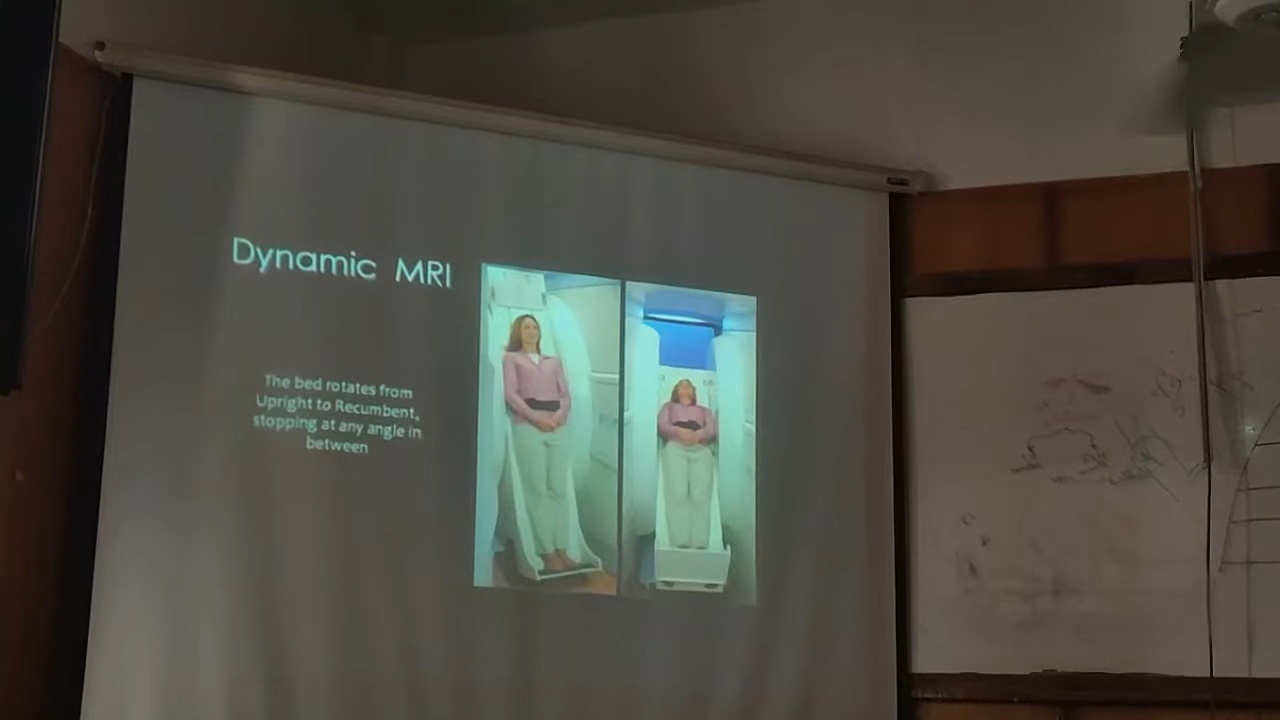 Dynamic MRI
The bed rotates from
Upright to Recumbent,
stopping at any angle in
between